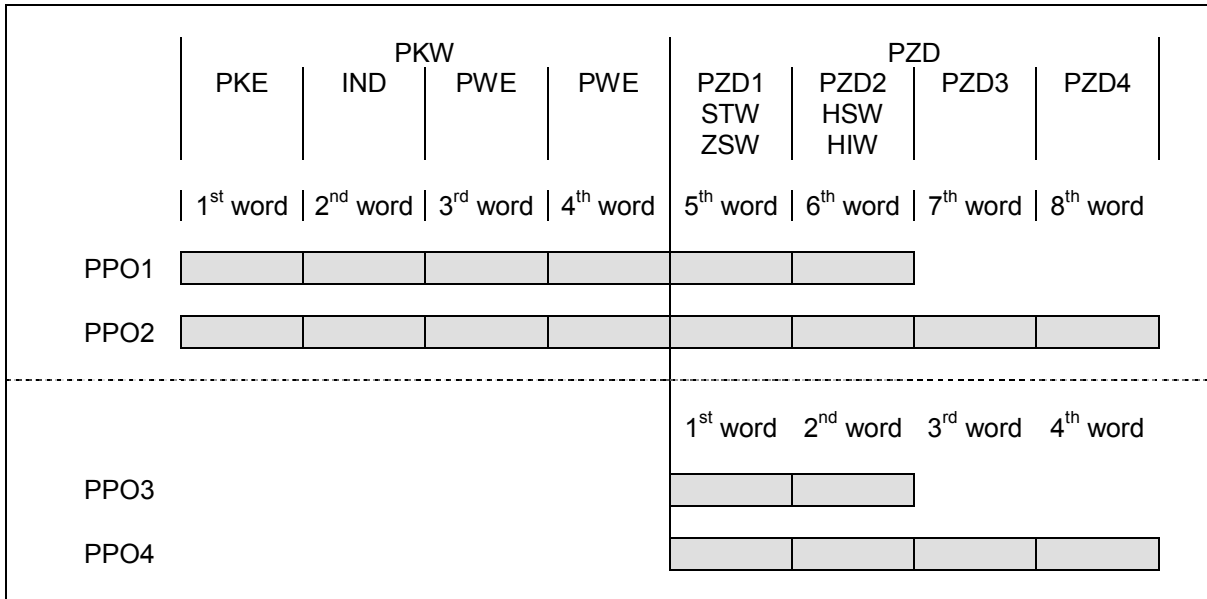 PKW PZD
PKE IND PWE PWE PZD1 PZD2 PZD3 PZD4
STW HSW
ZSW HIW
1st word 2nd word 3rd word 4th word 5th word 6th word 7th word 8th word
PPO1
PPO2
1st word 2nd word 3rd word 4th word
PPO3
PPO4